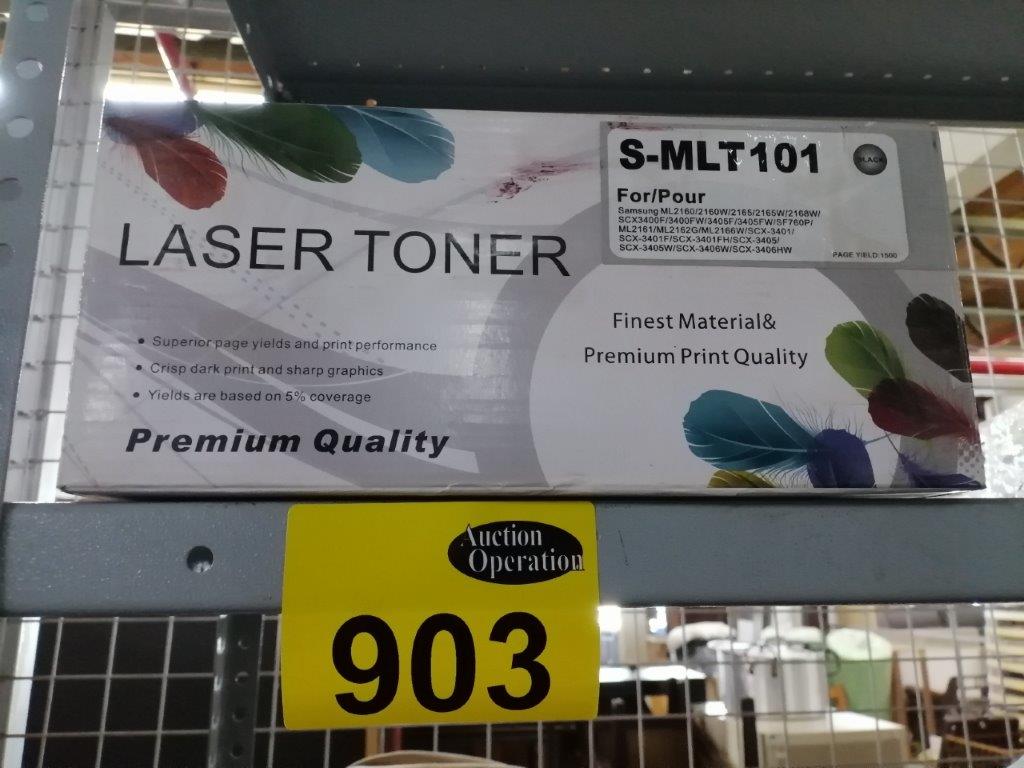 S-MLT101
BLACK
For/Pour
Samsung ML2160/2160W/2165/2165W/2168W/
SCX3400F/3400FW/3405F/3405FW/SF760P/
ML2161/ML2162G/ML2166W/SCX-3401/
SCX-3401F/SCX-3401FH/SCX-3405/
SCX-3405W/SCX-3406W/SCX-3406HW
PAGE YIELD:1500
LASER TONER
• Superior page yields and print performance
• Crisp dark print and sharp graphics
• Yields are based on 5% coverage
Premium Quality
Finest Material&
Premium Print Quality
Auction
Operation
903